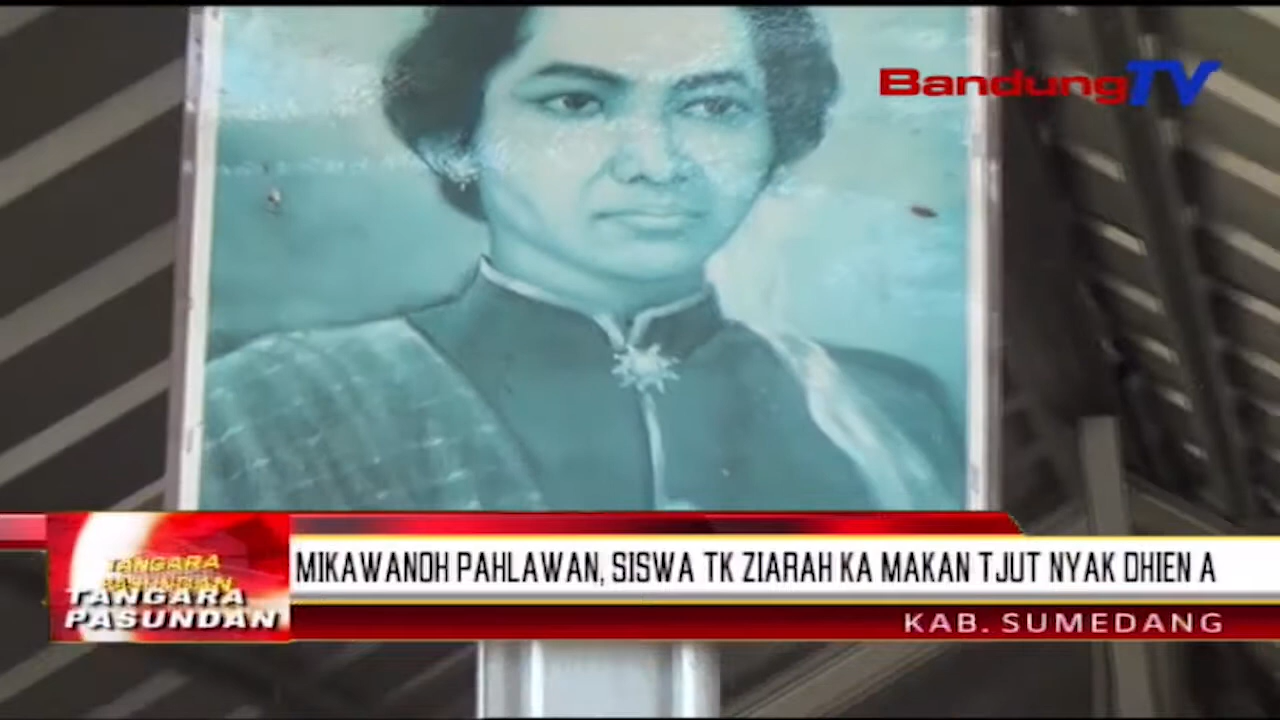 BandungTV
TANGARA
PASUNDAN
TANGARA
PASUNDAN
MIKAWANOH PAHLAWAN, SISWA TK ZIARAH KA MAKAN TJUT NYAK DHIEN A
KAB. SUMEDANG